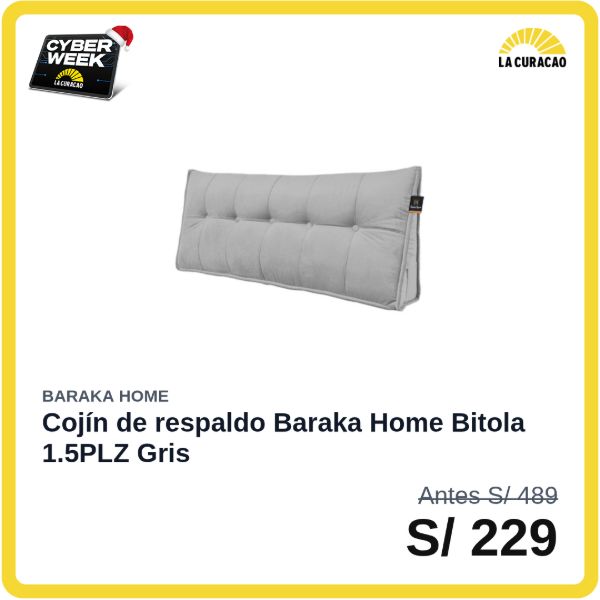 CYBER
WEEK
LA CURACAO
LA CURACAO
BARAKA HOME
Cojín de respaldo Baraka Home Bitola
1.5PLZ Gris
Antes S/ 489
S/ 229